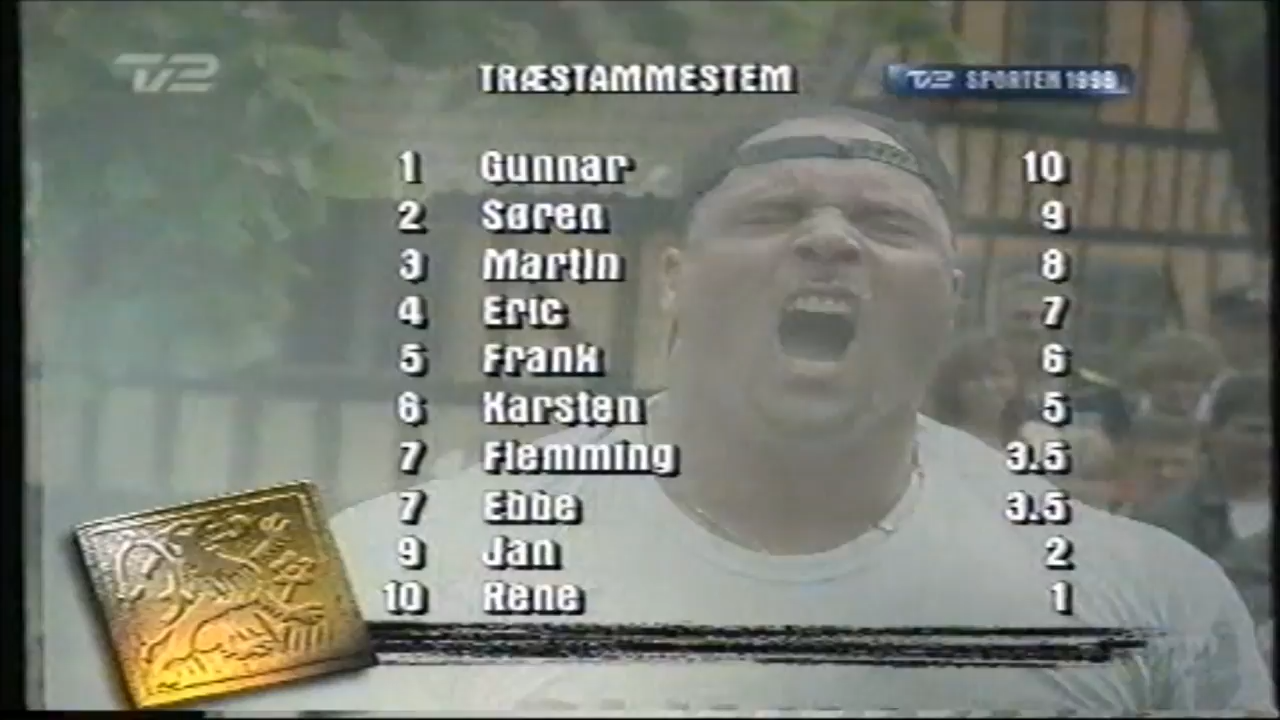 TV2
TRÆSTAMMESTEM
TV2 SPORTEN 1998
1 Gunnar 10
2 Søren 9
3 Martin 8
4 Eric 7
5 Frank 6
6 Karsten 5
7 Flemming 3.5
7 Ebbe 3.5
9 Jan 2
10 Rene 1